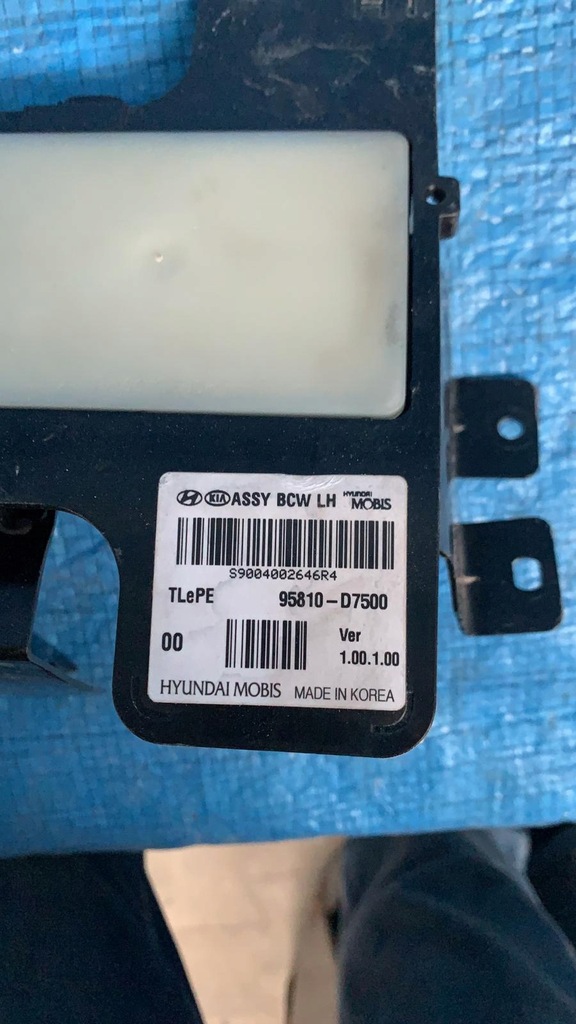 KIA ASSY BCW LH HYUNDAI MOBIS
S9004002646R4
TLePE 95810-D7500
00 Ver
1.00.1.00
HYUNDAI MOBIS MADE IN KOREA